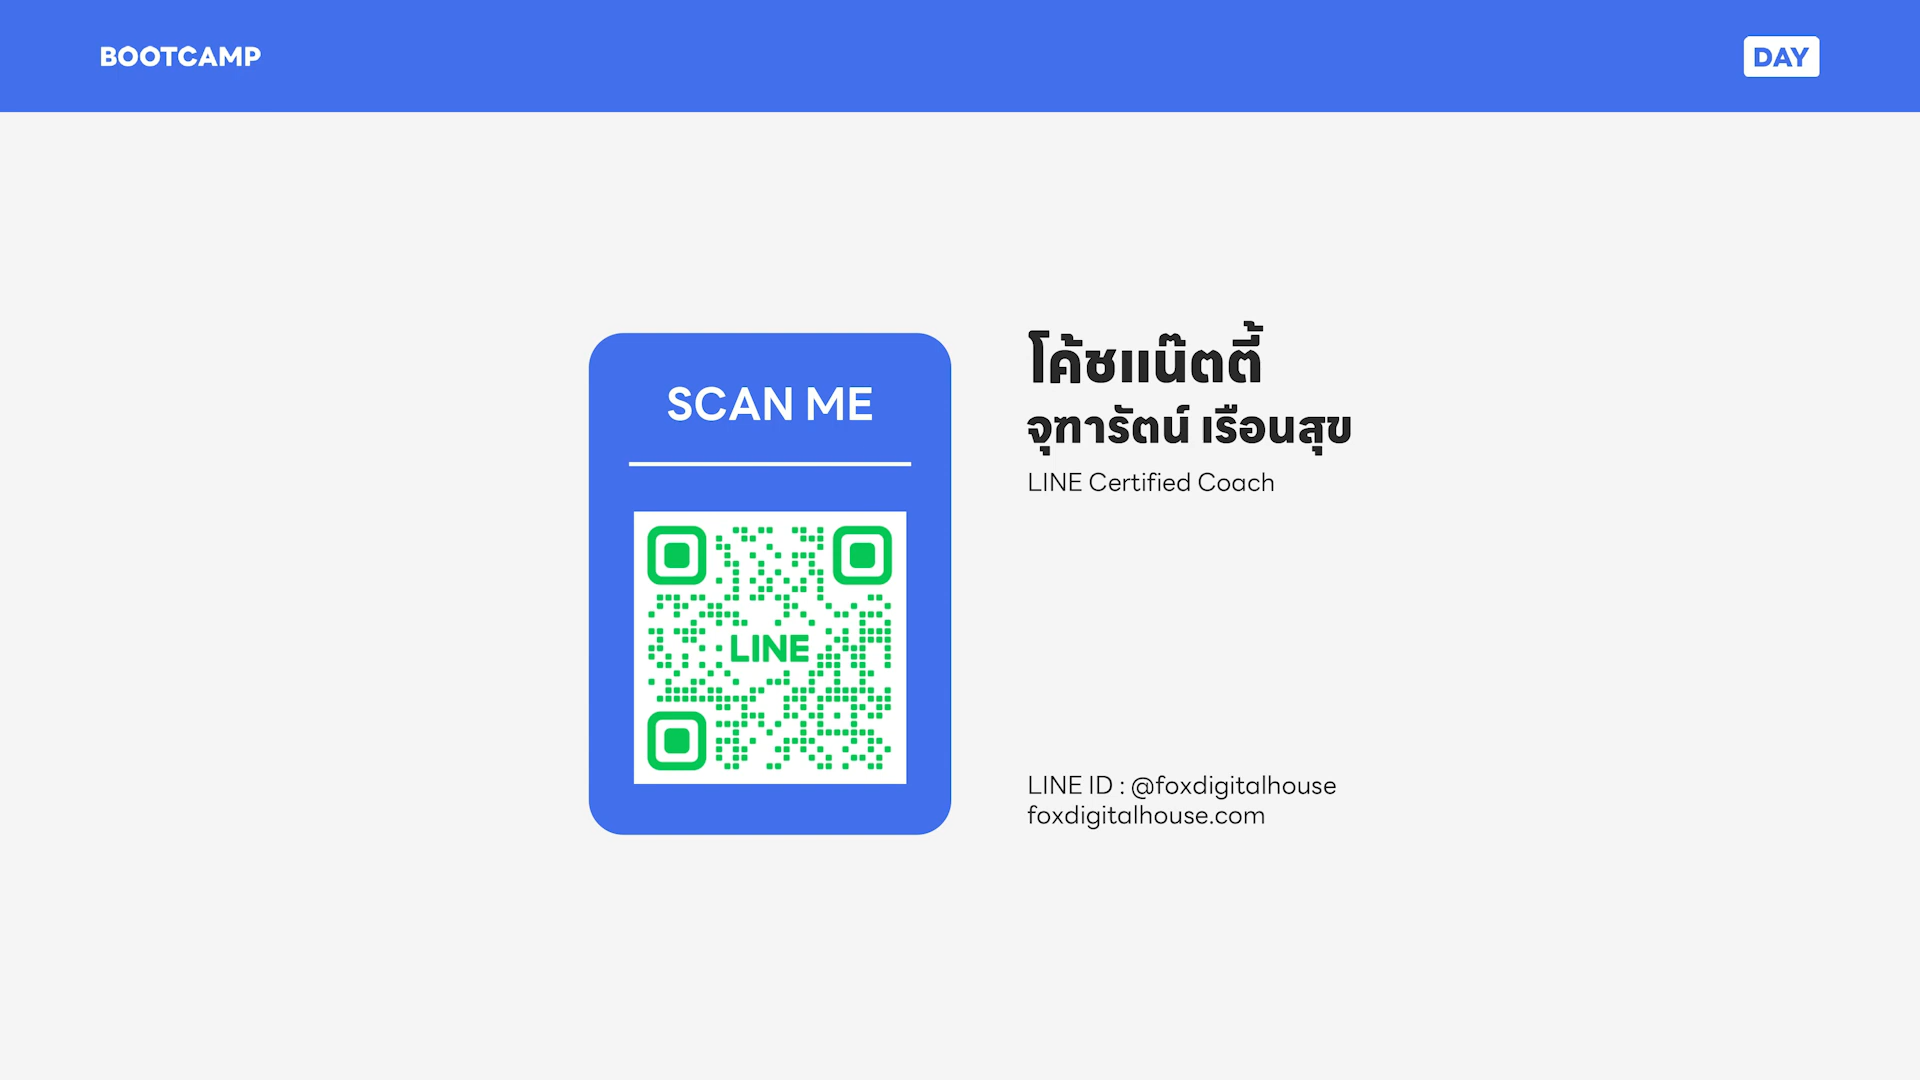 BOOTCAMP
DAY
SCAN ME
LINE
โค้ชแน๊ตตี้
จุฑารัตน์ เรือนสุข
LINE Certified Coach
LINE ID : @foxdigitalhouse
foxdigitalhouse.com